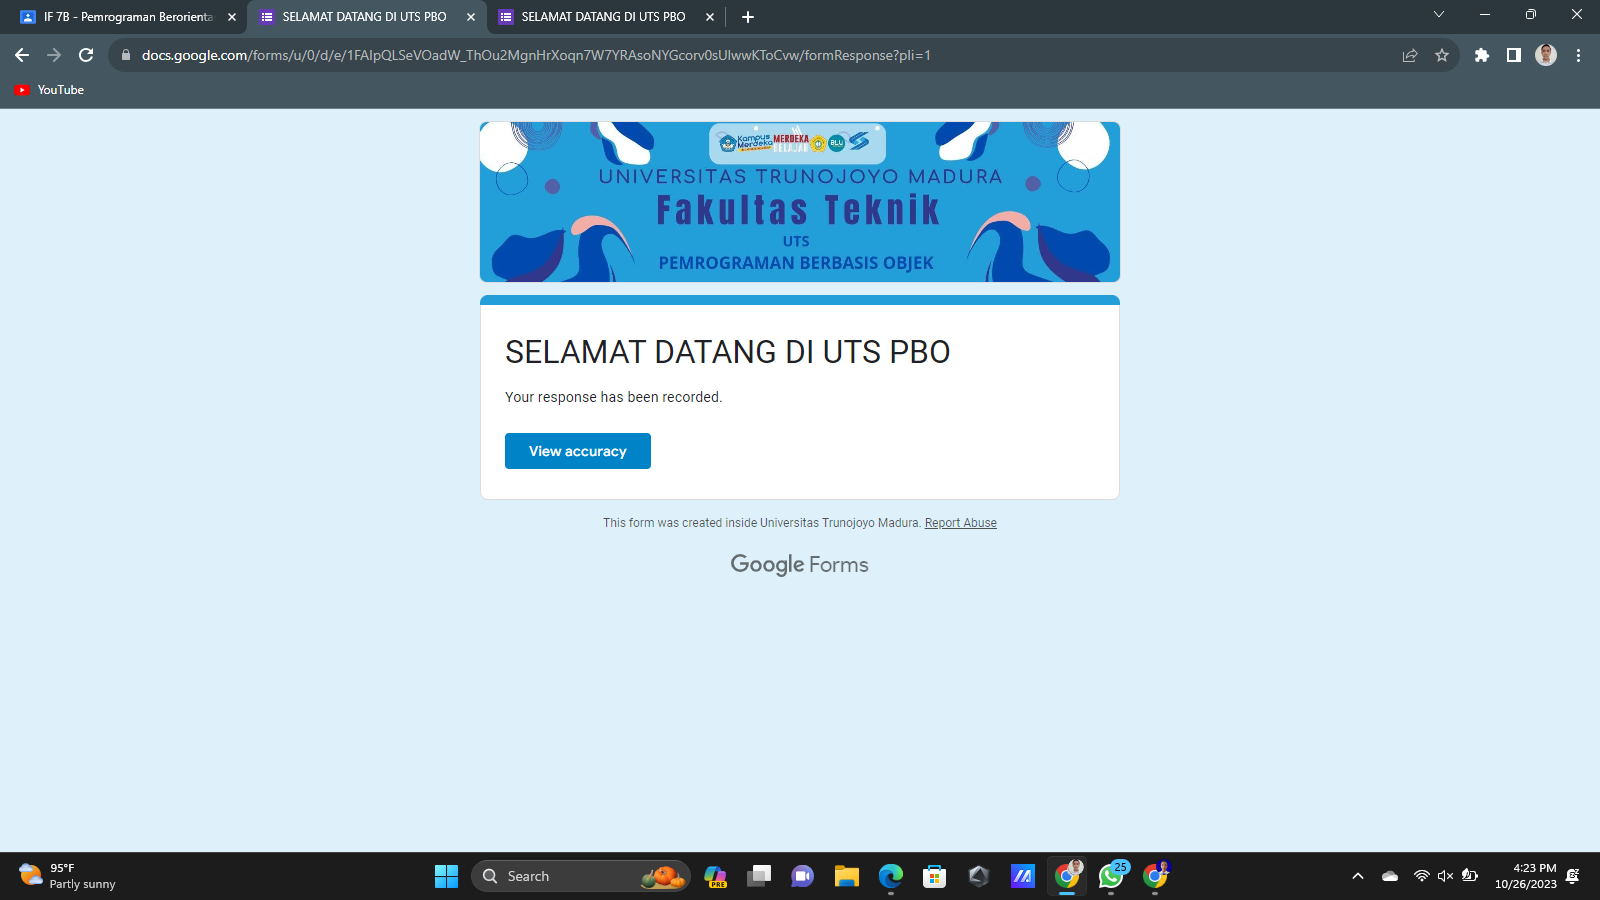 IF 7B - Pemrograman Berorienta
SELAMAT DATANG DI UTS PBO
SELAMAT DATANG DI UTS PBO
docs.google.com/forms/u/0/d/e/1FAIpQLSeVOadW_ThOu2MgnHrXoqn7W7YRAsoNYGcorv0sUlwwKToCvw/formResponse?pli=1
YouTube
Kampus Merdeka
MERDEKA BELAJAR
BLU
UNIVERSITAS TRUNOJOYO MADURA
Fakultas Teknik
UTS
PEMROGRAMAN BERBASIS OBJEK
SELAMAT DATANG DI UTS PBO
Your response has been recorded.
View accuracy
This form was created inside Universitas Trunojoyo Madura. Report Abuse
Google Forms
95°F
Partly sunny
Search
PRE
25
4:23 PM
10/26/2023